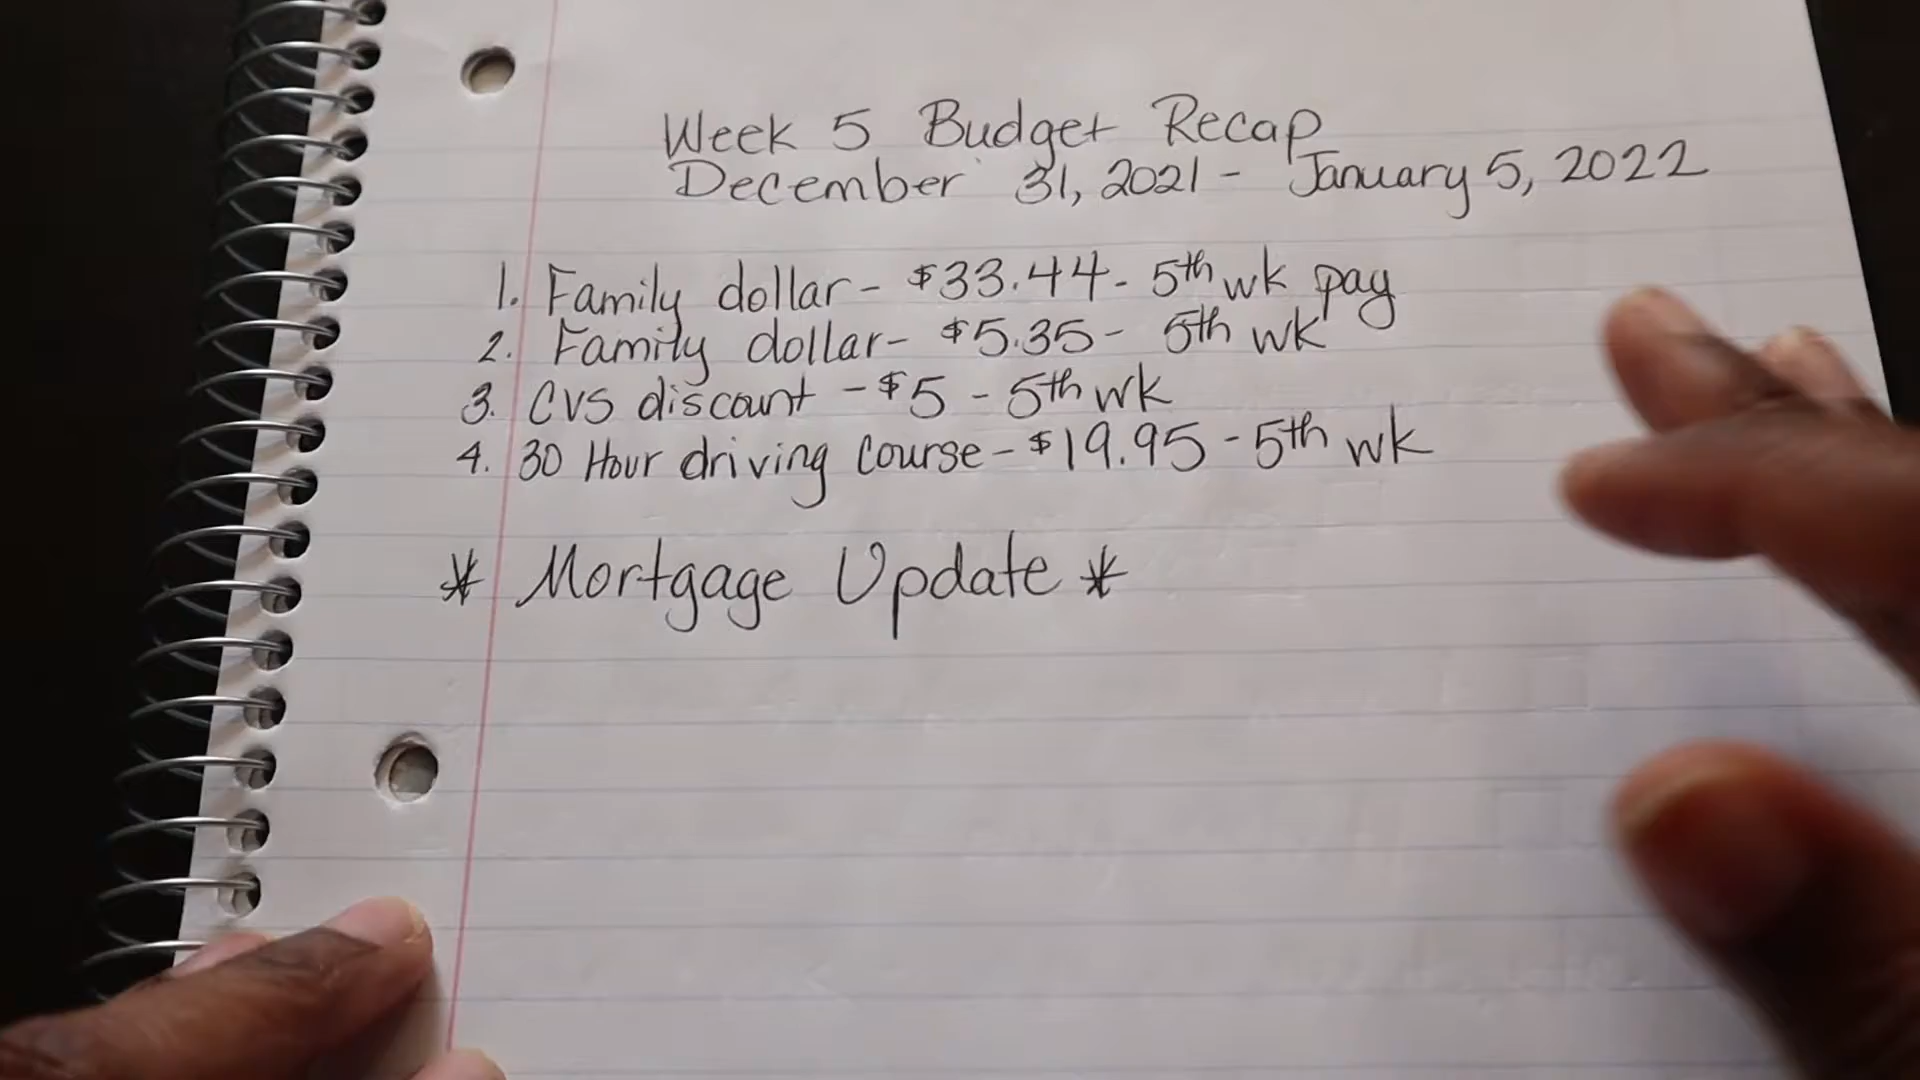 Week 5 Budget Recap
December 31, 2021 - January 5, 2022
1. Family dollar - $33.44 - 5th wk pay
2. Family dollar - $5.35 - 5th wk
3. CVS discount - $5 - 5th wk
4. 30 Hour driving Course - $19.95 - 5th wk
* Mortgage Update *